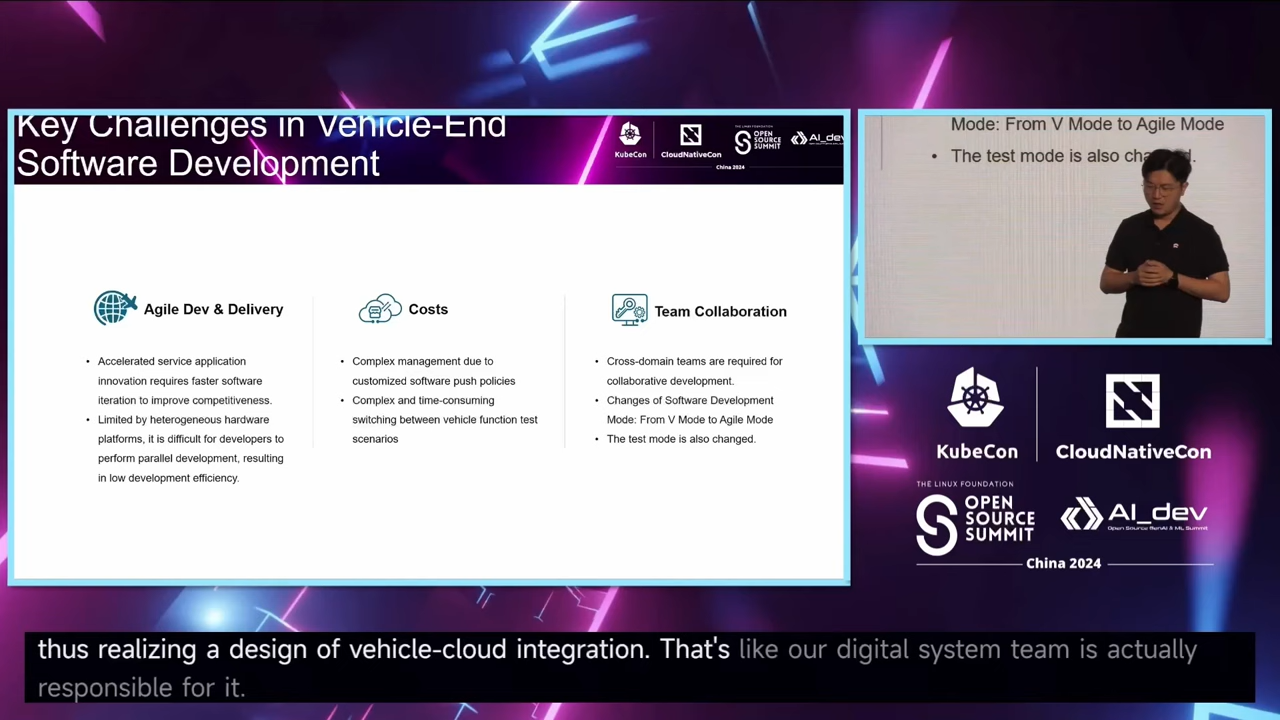 Key Challenges in Vehicle-End
Software Development
KubeCon
CloudNativeCon
THE LINUX FOUNDATION
OPEN
SOURCE
SUMMIT
AI_dev
China 2024
Agile Dev & Delivery
• Accelerated service application
innovation requires faster software
iteration to improve competitiveness.
• Limited by heterogeneous hardware
platforms, it is difficult for developers to
perform parallel development, resulting
in low development efficiency.
Costs
• Complex management due to
customized software push policies
• Complex and time-consuming
switching between vehicle function test
scenarios
Team Collaboration
• Cross-domain teams are required for
collaborative development.
• Changes of Software Development
Mode: From V Mode to Agile Mode
• The test mode is also changed.
Mode: From V Mode to Agile Mode
• The test mode is also
KubeCon
CloudNativeCon
THE LINUX FOUNDATION
OPEN
SOURCE
SUMMIT
AI_dev
Open Source GenAI & ML Summit
China 2024
thus realizing a design of vehicle-cloud integration. That's like our digital system team is actually
responsible for it.